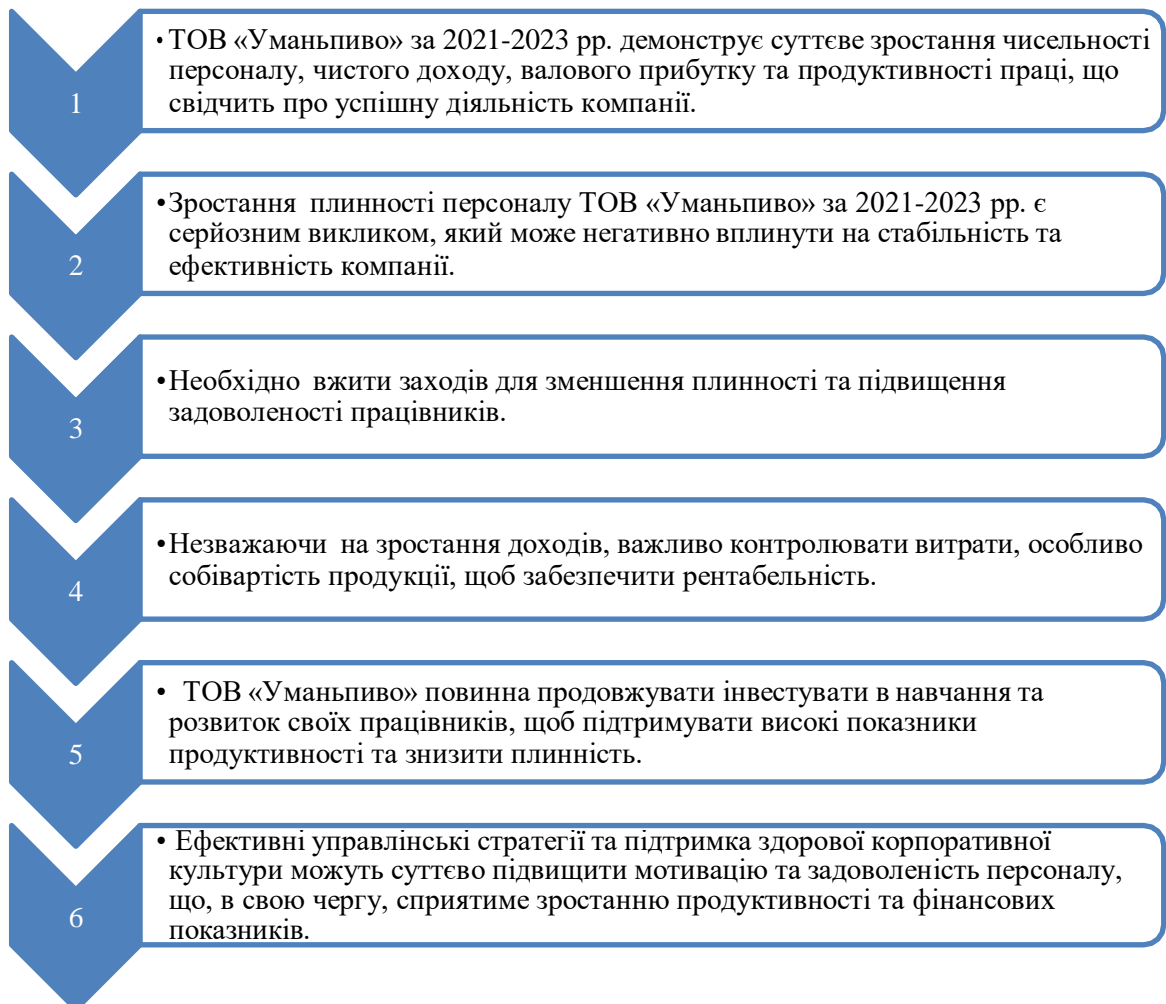 1
• ТОВ «Уманьпиво» за 2021-2023 рр. демонструє суттєве зростання чисельності
персоналу, чистого доходу, валового прибутку та продуктивності праці, що
свідчить про успішну діяльність компанії.
2
•Зростання плинності персоналу ТОВ «Уманьпиво» за 2021-2023 рр. є
серйозним викликом, який може негативно вплинути на стабільність та
ефективність компанії.
3
•Необхідно вжити заходів для зменшення плинності та підвищення
задоволеності працівників.
4
•Незважаючи на зростання доходів, важливо контролювати витрати, особливо
собівартість продукції, щоб забезпечити рентабельність.
5
• ТОВ «Уманьпиво» повинна продовжувати інвестувати в навчання та
розвиток своїх працівників, щоб підтримувати високі показники
продуктивності та знизити плинність.
6
• Ефективні управлінські стратегії та підтримка здорової корпоративної
культури можуть суттєво підвищити мотивацію та задоволеність персоналу,
що, в свою чергу, сприятиме зростанню продуктивності та фінансових
показників.